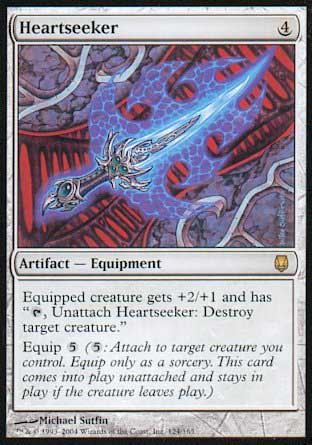 Heartseeker 4
Artifact — Equipment
Equipped creature gets +2/+1 and has
“, Unattach Heartseeker: Destroy
target creature.”
Equip 5 (5: Attach to target creature you
control. Equip only as a sorcery. This card
comes into play unattached and stays in
play if the creature leaves play.)
Michael Sutfin
™ & © 1993–2004 Wizards of the Coast, Inc. 124/165